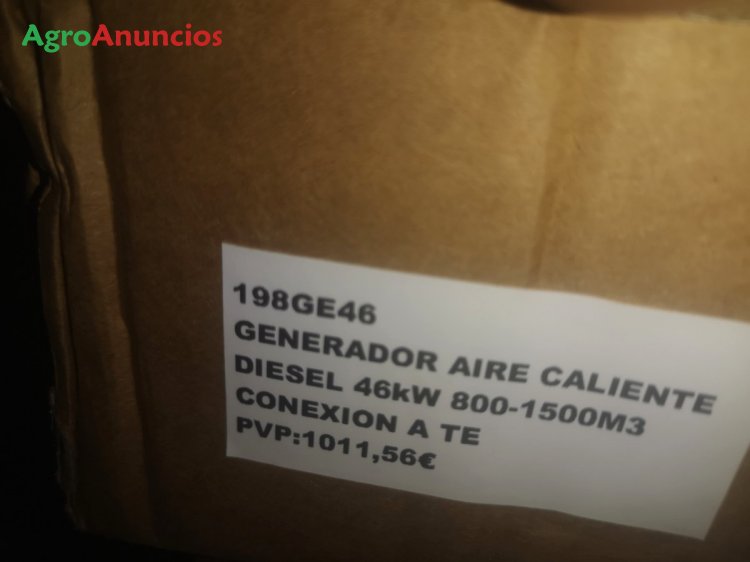 AgroAnuncios
198GE46
GENERADOR AIRE CALIENTE
DIESEL 46kW 800-1500M3
CONEXION A TE
PVP:1011,56€